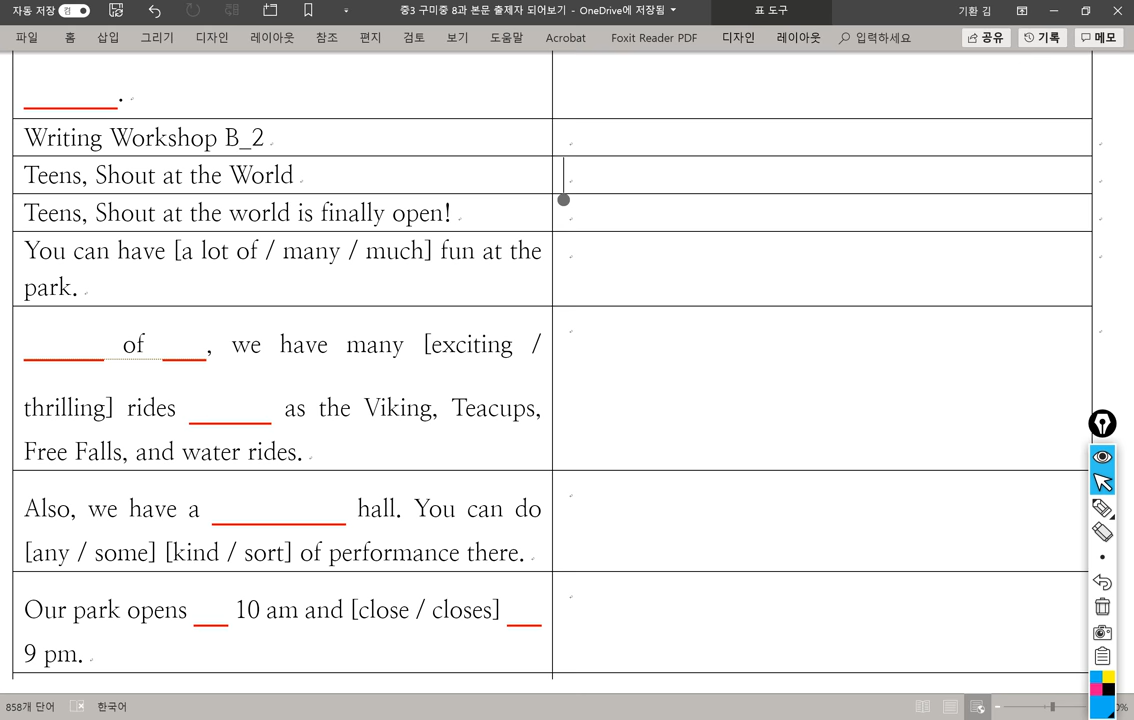 자동 저장 켬 중3 구미중 8과 본문 출제자 되어보기 - OneDrive에 저장됨 표 도구 기환 김
파일 홈 삽입 그리기 디자인 레이아웃 참조 편지 검토 보기 도움말 Acrobat Foxit Reader PDF 디자인 레이아웃 입력하세요 공유 기록 메모
.
Writing Workshop B_2
Teens, Shout at the World
Teens, Shout at the world is finally open!
You can have [a lot of / many / much] fun at the
park.
of , we have many [exciting /
thrilling] rides as the Viking, Teacups,
Free Falls, and water rides.
Also, we have a hall. You can do
[any / some] [kind / sort] of performance there.
Our park opens 10 am and [close / closes]
9 pm.
858개 단어 한국어